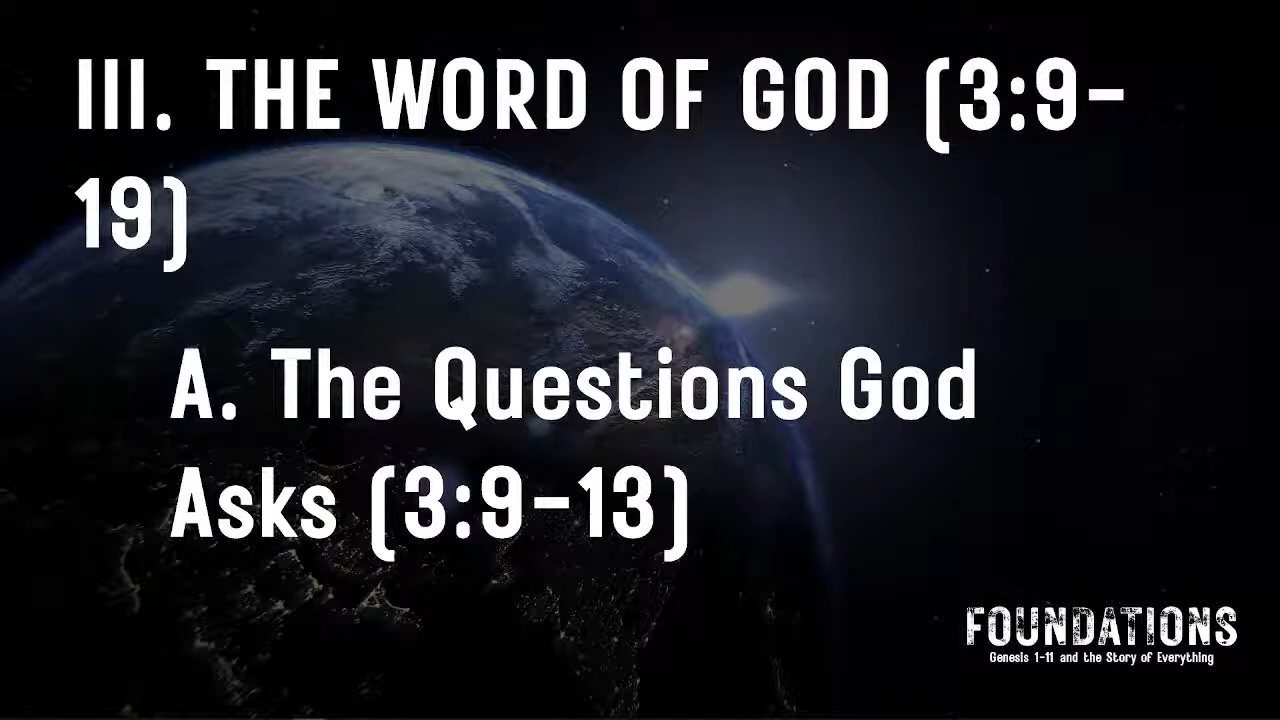 III. THE WORD OF GOD (3:9-
19)
A. The Questions God
Asks (3:9-13)
FOUNDATIONS
Genesis 1-11 and the Story of Everything